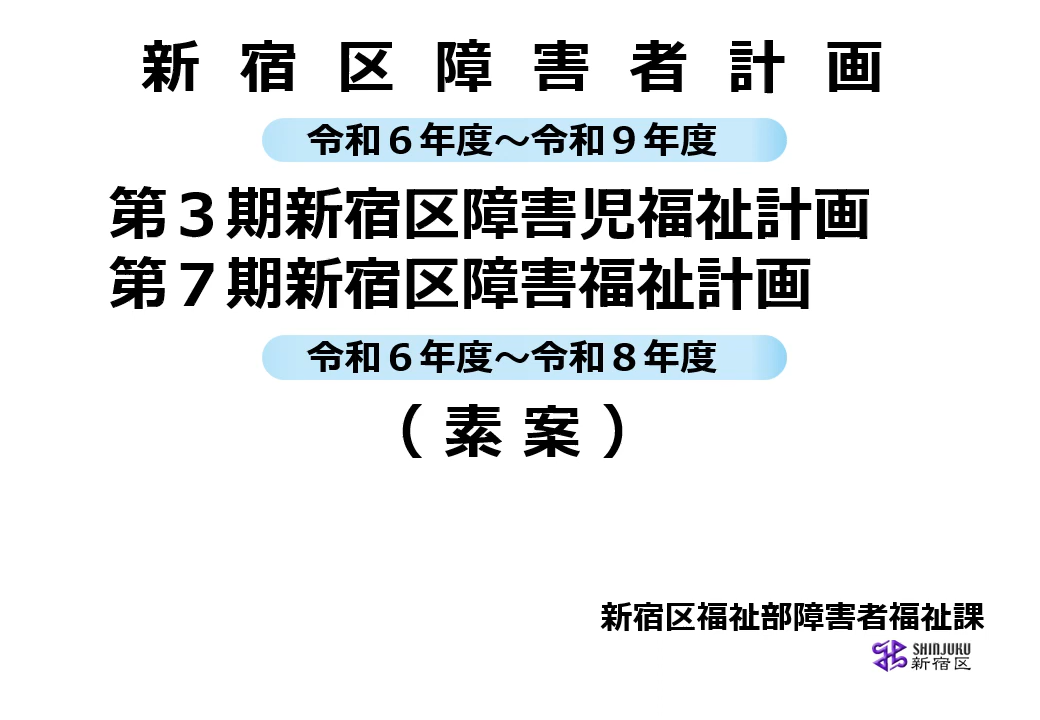 新宿区障害者計画
令和６年度～令和９年度
第３期新宿区障害児福祉計画
第７期新宿区障害福祉計画
令和６年度～令和８年度
（素案）
新宿区福祉部障害者福祉課
SHINJUKU
新宿区